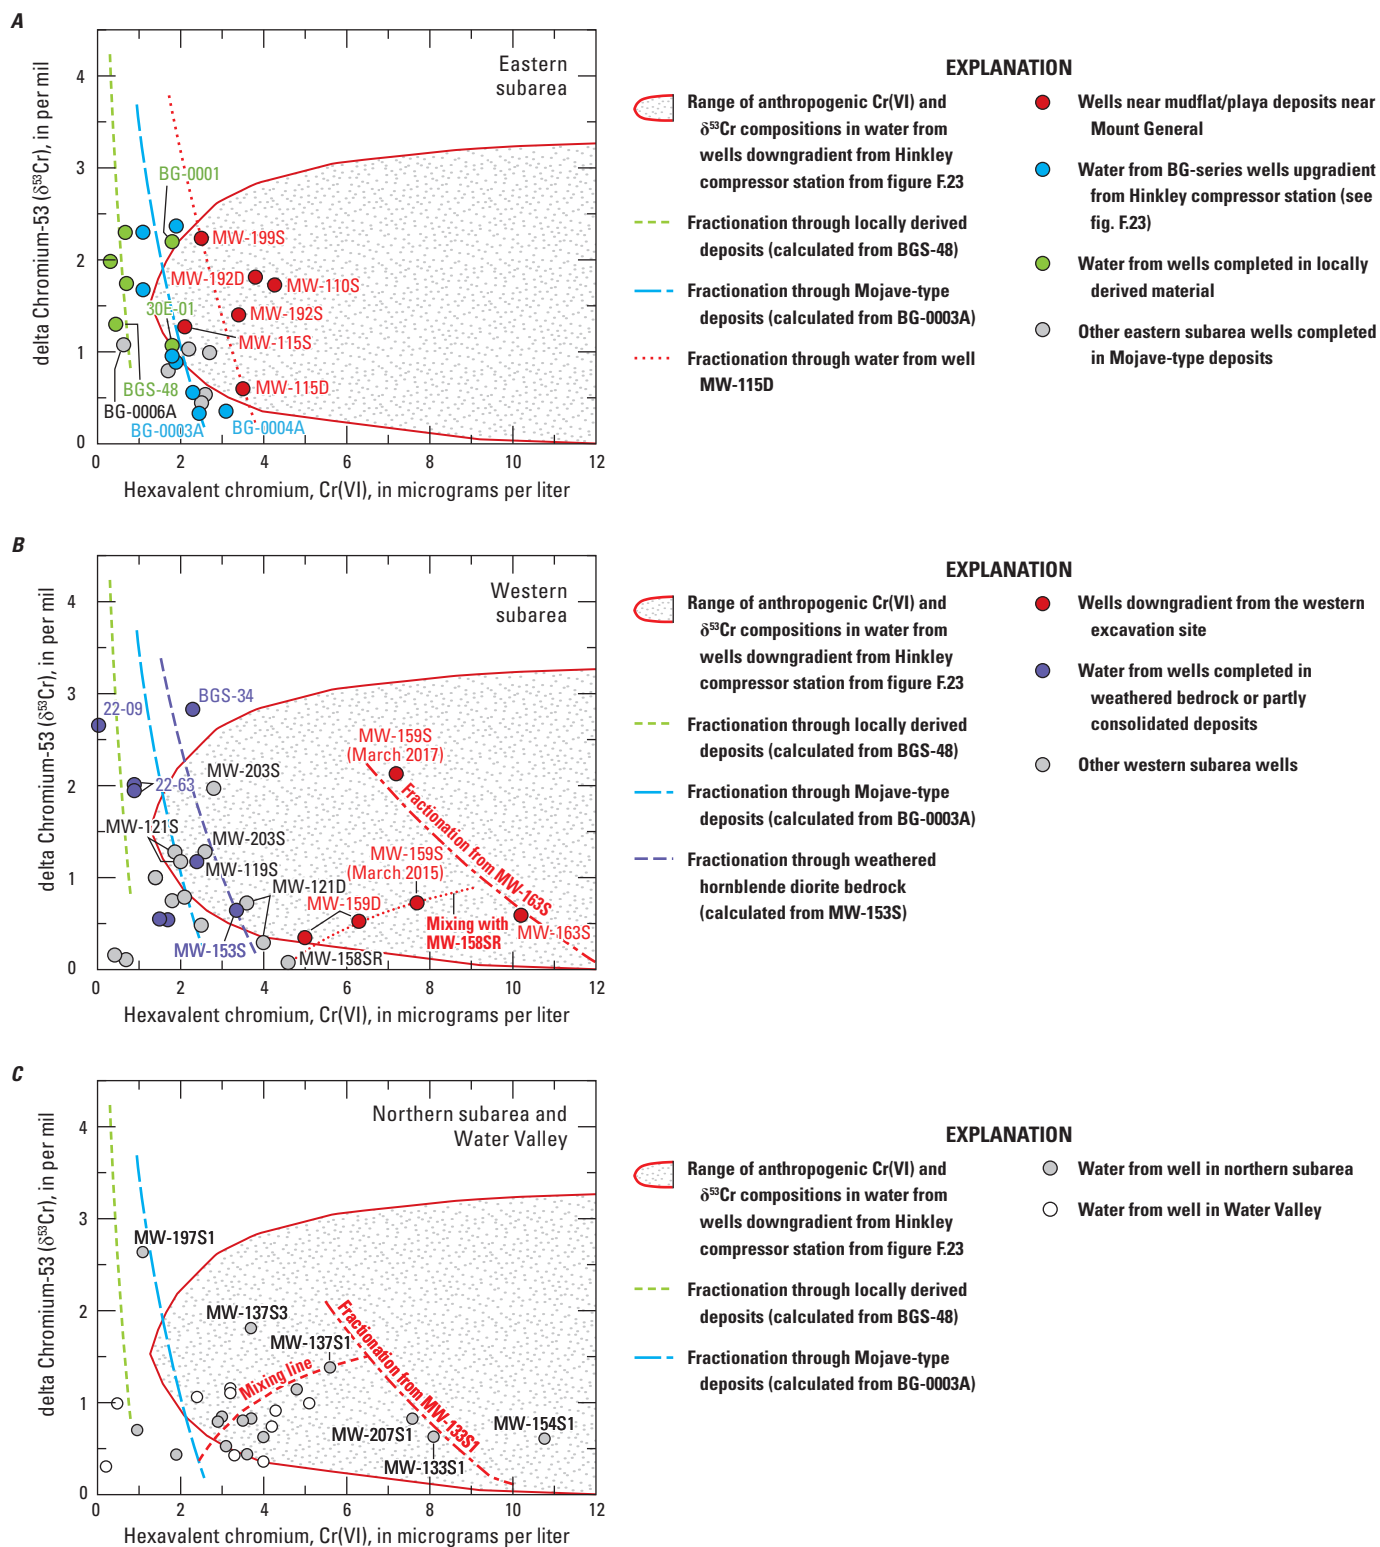 A
Eastern
subarea
delta Chromium-53 (δ53Cr), in per mil
4
3
2
1
0
BG-0001
MW-199S
MW-192D
MW-110S
30E-01
MW-192S
MW-115S
MW-115D
BGS-48
BG-0006A
BG-0003A
BG-0004A
0 2 4 6 8 10 12
Hexavalent chromium, Cr(VI), in micrograms per liter
EXPLANATION
Range of anthropogenic Cr(VI) and
δ53Cr compositions in water from
wells downgradient from Hinkley
compressor station from figure F.23
Fractionation through locally derived
deposits (calculated from BGS-48)
Fractionation through Mojave-type
deposits (calculated from BG-0003A)
Fractionation through water from well
MW-115D
Wells near mudflat/playa deposits near
Mount General
Water from BG-series wells upgradient
from Hinkley compressor station (see
fig. F.23)
Water from wells completed in locally
derived material
Other eastern subarea wells completed
in Mojave-type deposits
B
Western
subarea
delta Chromium-53 (δ53Cr), in per mil
4
3
2
1
0
22-09
BGS-34
MW-159S
(March 2017)
22-63
MW-203S
MW-121S
MW-203S
MW-119S
MW-159S
(March 2015)
Fractionation from MW-163S
MW-121D
MW-159D
Mixing with
MW-158SR
MW-163S
MW-153S
MW-158SR
0 2 4 6 8 10 12
Hexavalent chromium, Cr(VI), in micrograms per liter
EXPLANATION
Range of anthropogenic Cr(VI) and
δ53Cr compositions in water from
wells downgradient from Hinkley
compressor station from figure F.23
Fractionation through locally derived
deposits (calculated from BGS-48)
Fractionation through Mojave-type
deposits (calculated from BG-0003A)
Fractionation through weathered
hornblende diorite bedrock
(calculated from MW-153S)
Wells downgradient from the western
excavation site
Water from wells completed in
weathered bedrock or partly
consolidated deposits
Other western subarea wells
C
Northern subarea and
Water Valley
delta Chromium-53 (δ53Cr), in per mil
4
3
2
1
0
MW-197S1
MW-137S3
MW-137S1
Mixing line
Fractionation from MW-133S1
MW-207S1
MW-154S1
MW-133S1
0 2 4 6 8 10 12
Hexavalent chromium, Cr(VI), in micrograms per liter
EXPLANATION
Range of anthropogenic Cr(VI) and
δ53Cr compositions in water from
wells downgradient from Hinkley
compressor station from figure F.23
Fractionation through locally derived
deposits (calculated from BGS-48)
Fractionation through Mojave-type
deposits (calculated from BG-0003A)
Water from well in northern subarea
Water from well in Water Valley